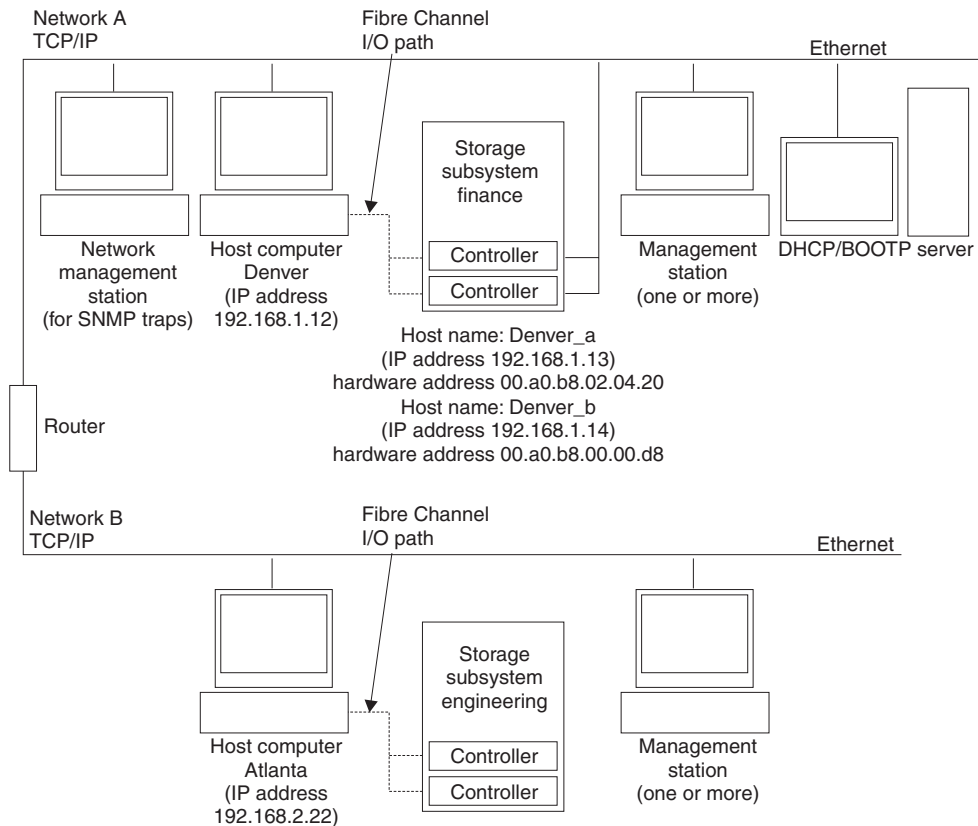 Network A
TCP/IP
Fibre Channel
I/O path
Ethernet
Storage
subsystem
finance
Controller
Controller
Network
management
station
(for SNMP traps)
Host computer
Denver
(IP address
192.168.1.12)
Management
station
(one or more)
DHCP/BOOTP server
Host name: Denver_a
(IP address 192.168.1.13)
hardware address 00.a0.b8.02.04.20
Host name: Denver_b
(IP address 192.168.1.14)
hardware address 00.a0.b8.00.00.d8
Router
Network B
TCP/IP
Fibre Channel
I/O path
Ethernet
Storage
subsystem
engineering
Controller
Controller
Host computer
Atlanta
(IP address
192.168.2.22)
Management
station
(one or more)